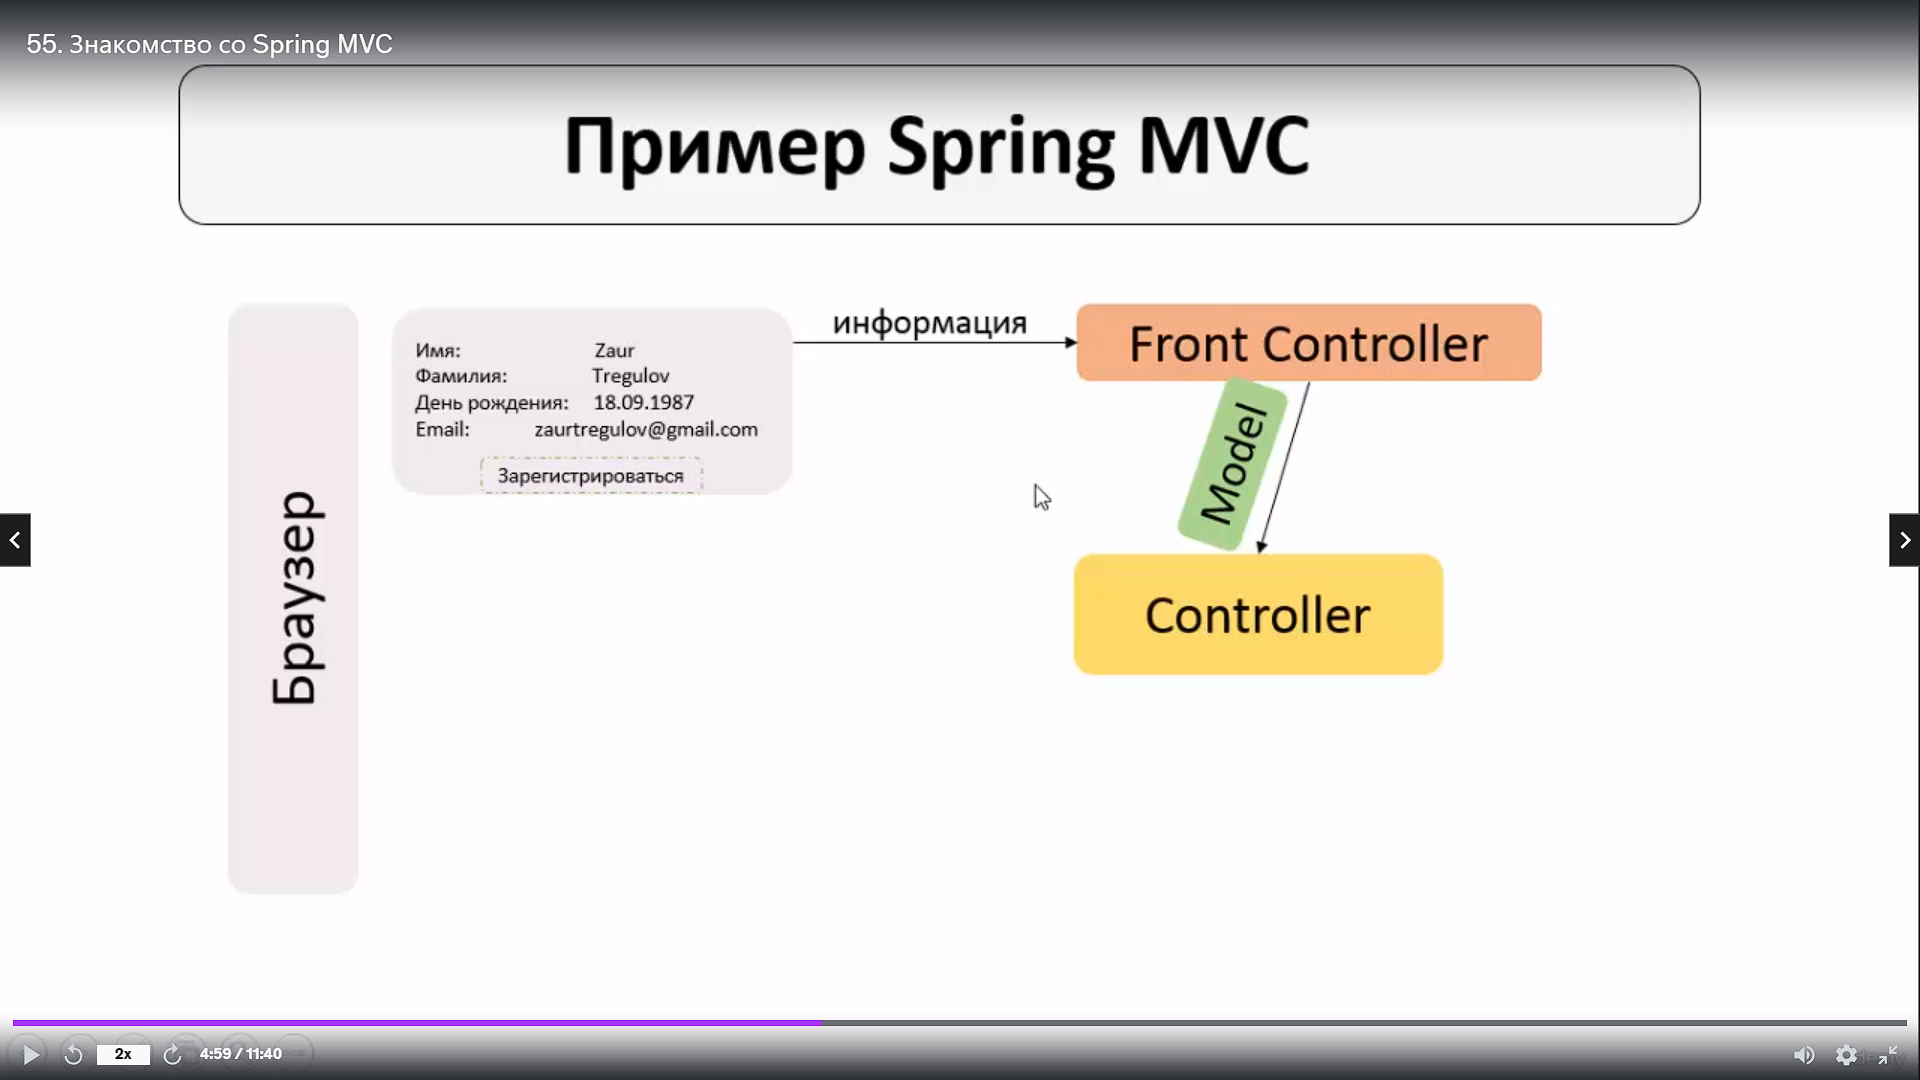 55. Знакомство со Spring MVC
Пример Spring MVC
Браузер
Имя: Zaur
Фамилия: Tregulov
День рождения: 18.09.1987
Email: zaurtregulov@gmail.com
Зарегистрироваться
информация
Front Controller
Model
Controller
2x
4:59 / 11:40